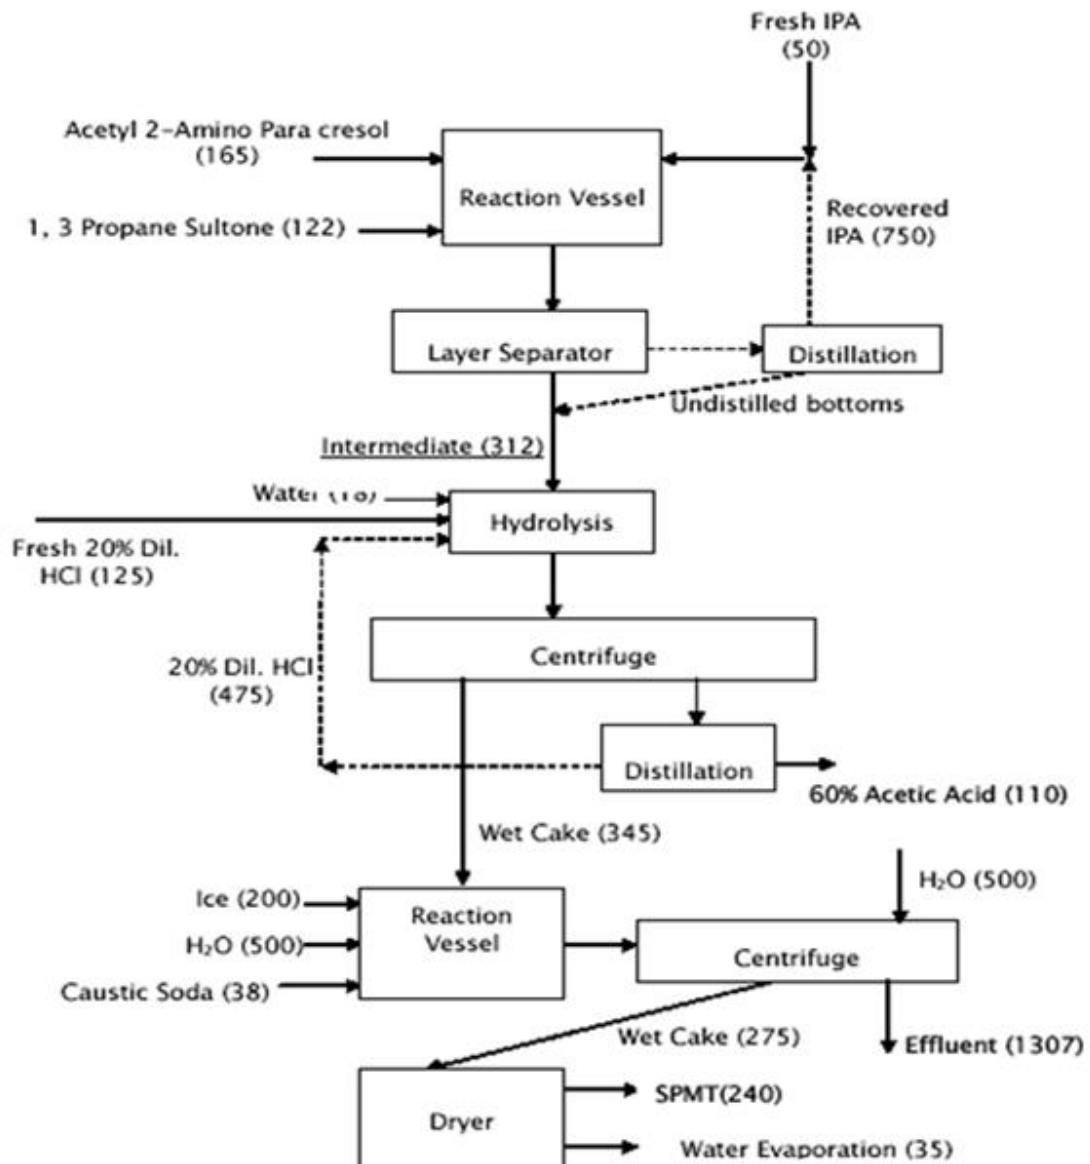 Fresh IPA
(50)
Acetyl 2-Amino Para cresol
(165)
Reaction Vessel
1, 3 Propane Sultone (122)
Recovered
IPA (750)
Layer Separator
Distillation
Undistilled bottoms
Intermediate (312)
Water
Hydrolysis
Fresh 20% Dil.
HCl (125)
Centrifuge
20% Dil. HCl
(475)
Distillation
60% Acetic Acid (110)
Wet Cake (345)
H₂O (500)
Ice (200)
Reaction
Vessel
H₂O (500)
Centrifuge
Caustic Soda (38)
Wet Cake (275)
Effluent (1307)
SPMT(240)
Dryer
Water Evaporation (35)